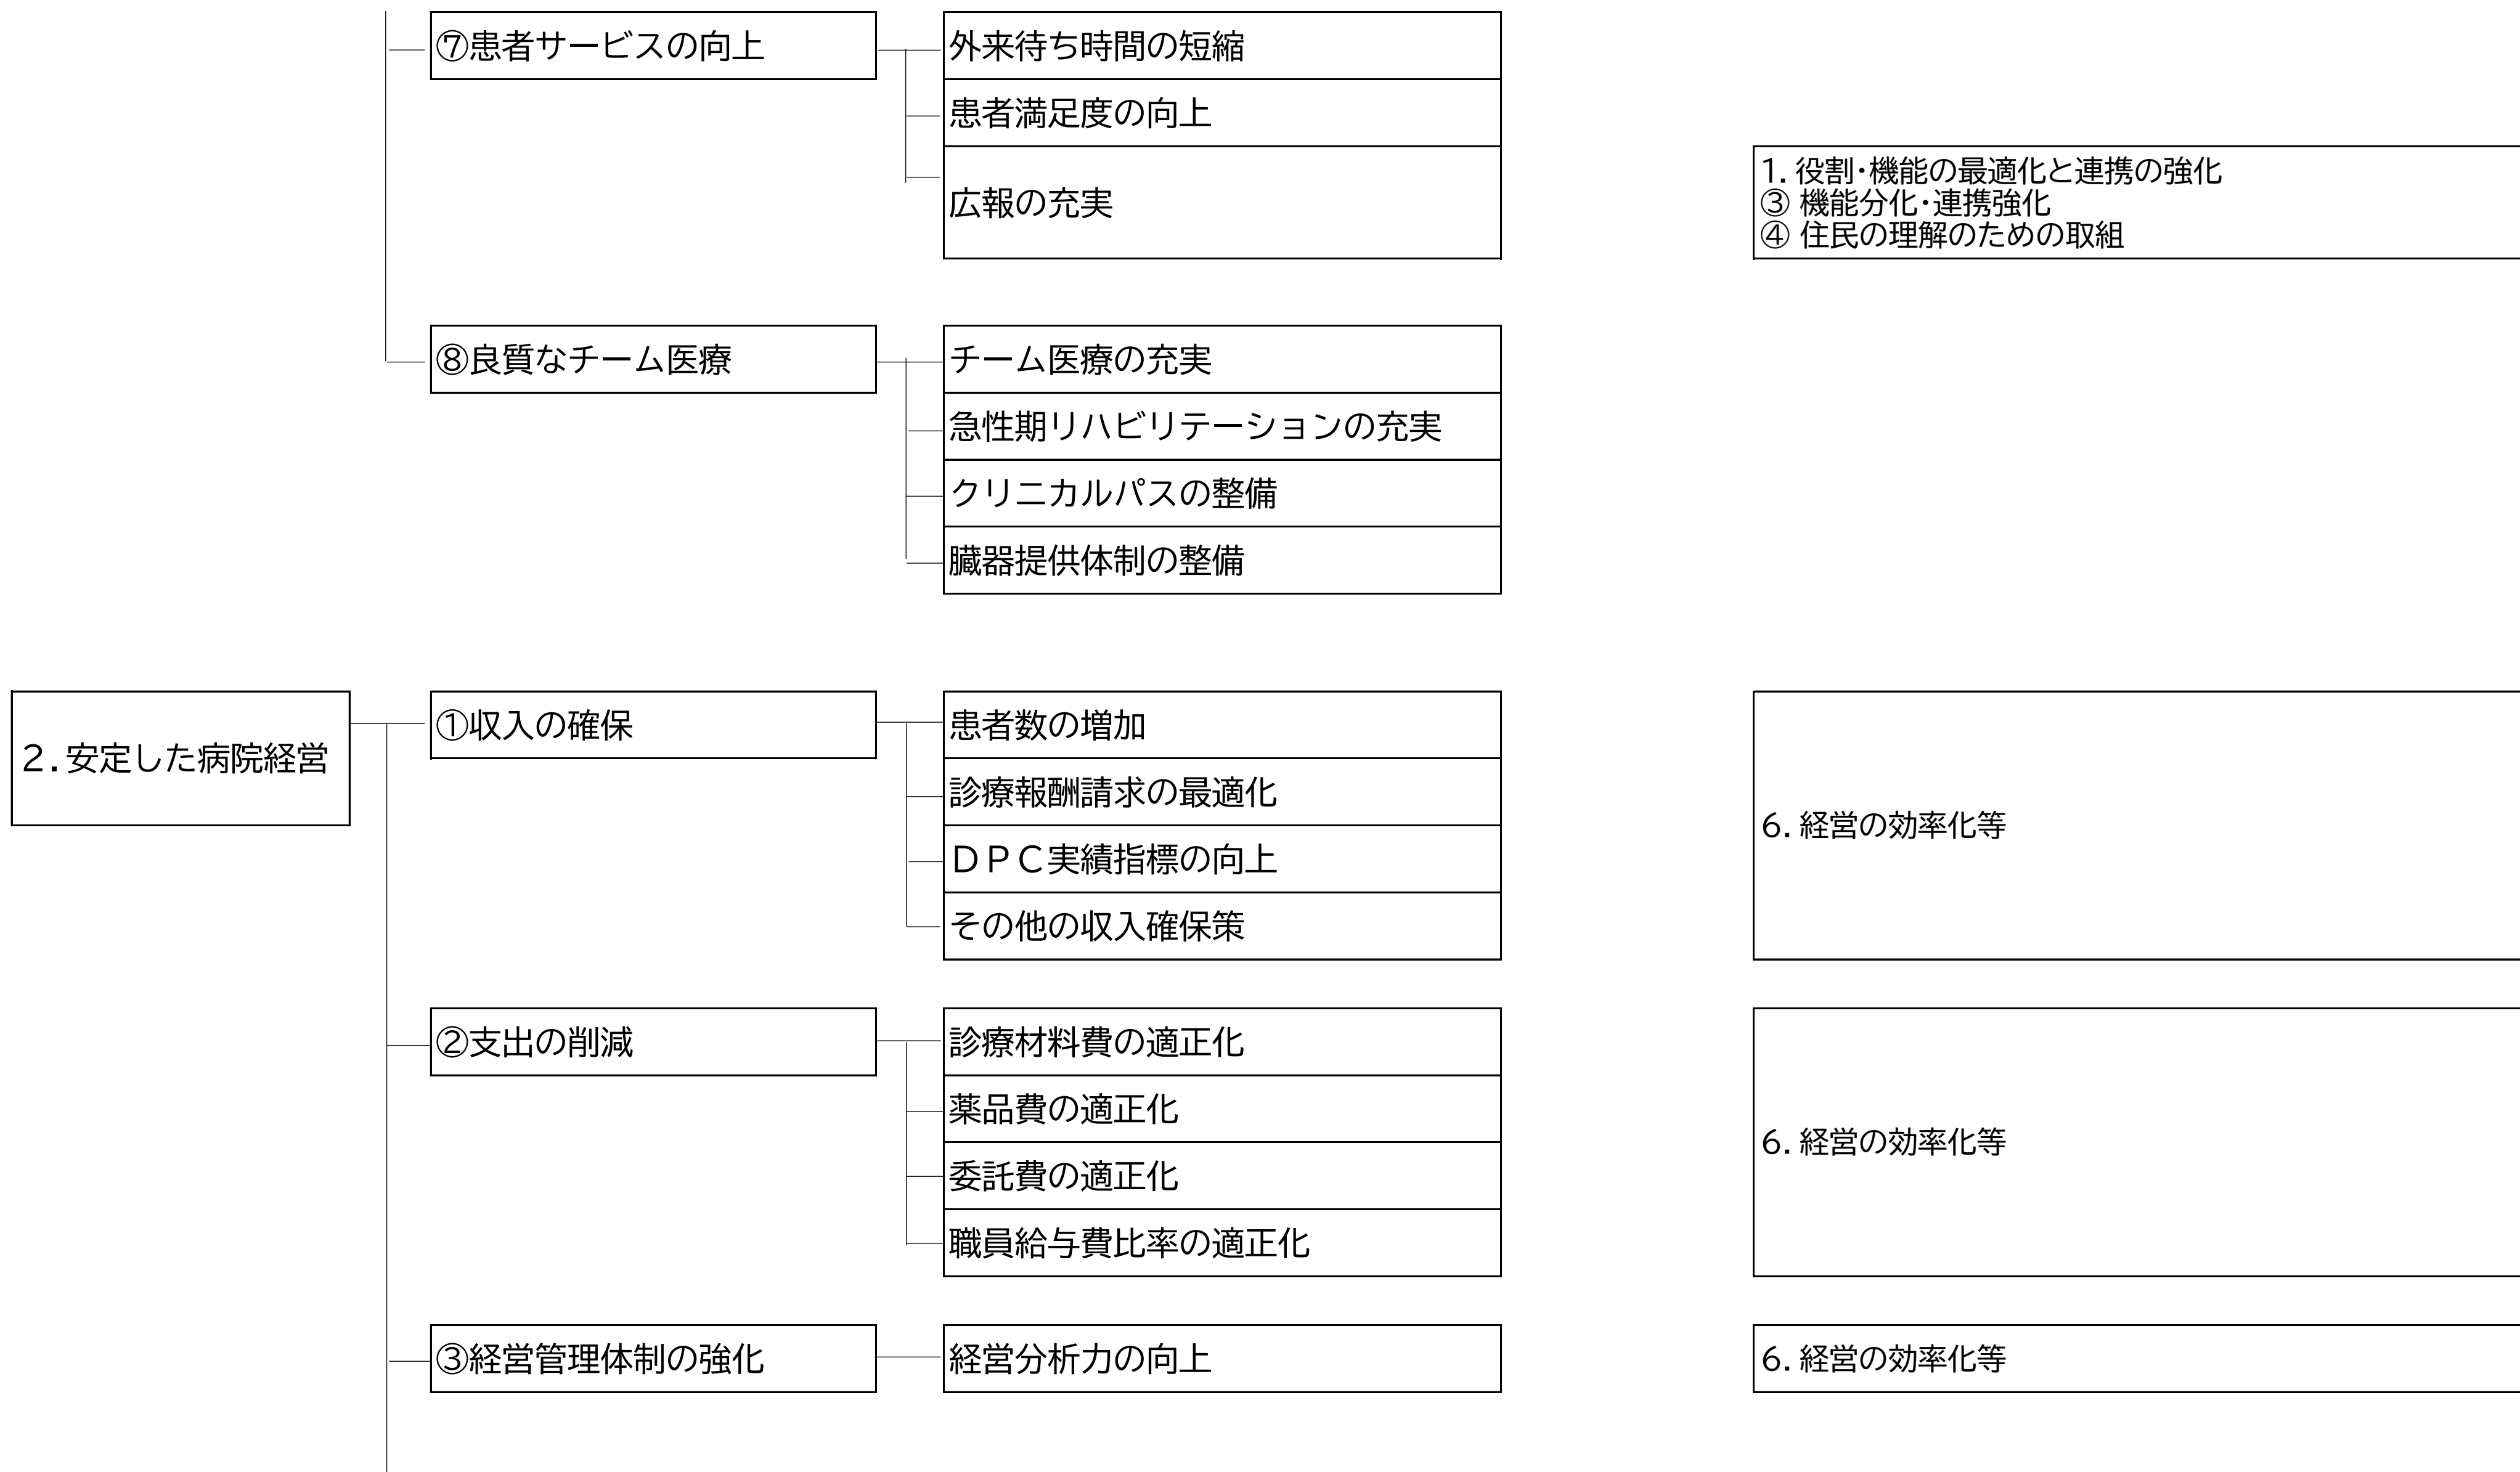 ⑦患者サービスの向上
外来待ち時間の短縮
患者満足度の向上
広報の充実
1．役割・機能の最適化と連携の強化
③ 機能分化・連携強化
④ 住民の理解のための取組
⑧良質なチーム医療
チーム医療の充実
急性期リハビリテーションの充実
クリニカルパスの整備
臓器提供体制の整備
２．安定した病院経営
①収入の確保
患者数の増加
診療報酬請求の最適化
ＤＰＣ実績指標の向上
その他の収入確保策
6．経営の効率化等
②支出の削減
診療材料費の適正化
薬品費の適正化
委託費の適正化
職員給与費比率の適正化
6．経営の効率化等
③経営管理体制の強化
経営分析力の向上
6．経営の効率化等